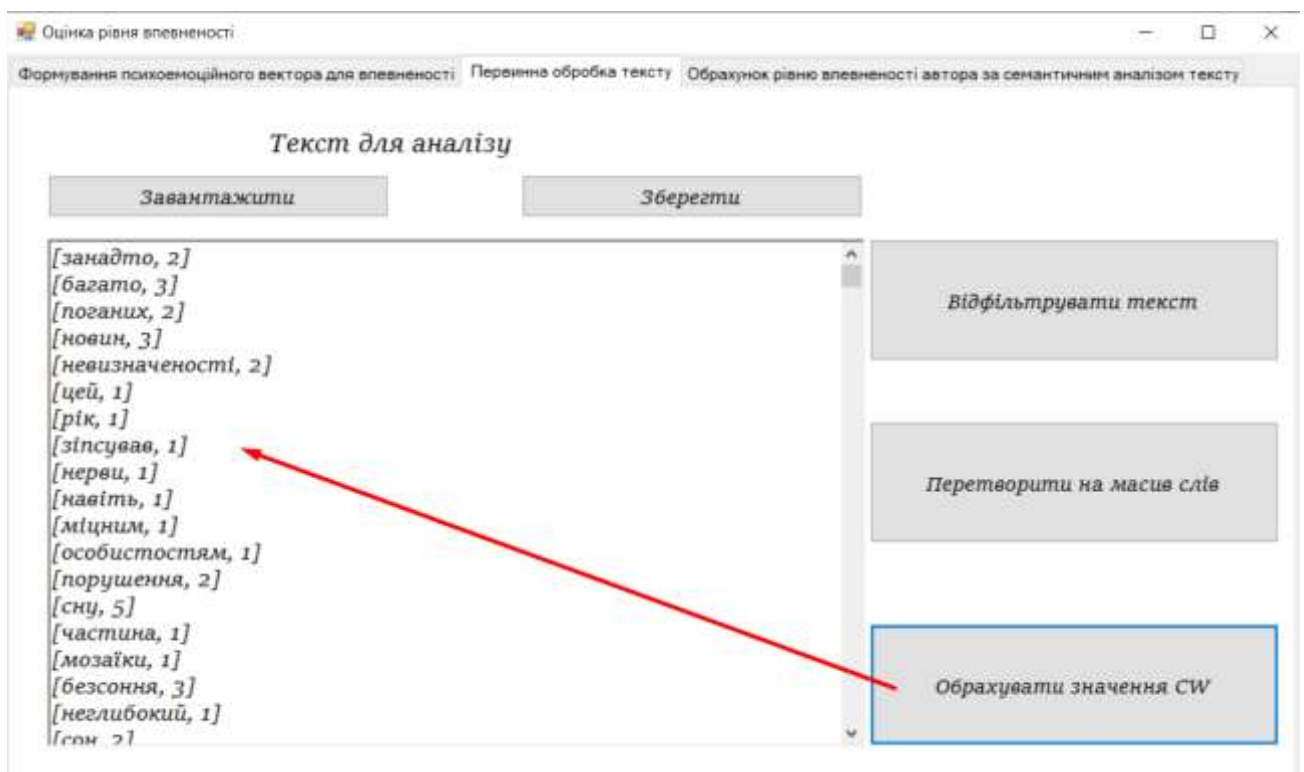 Оцінка рівня впевненості
Формування психоемоційного вектора для впевненості Первинна обробка тексту Обрахунок рівню впевненості автора за семантичним аналізом тексту
Текст для аналізу
Завантажити Зберегти
[занадто, 2]
[багато, 3]
[поганих, 2]
[новин, 3]
[невизначеності, 2]
[цей, 1]
[рік, 1]
[зіпсував, 1]
[нерви, 1]
[навіть, 1]
[міцним, 1]
[особистостям, 1]
[порушення, 2]
[сну, 5]
[частина, 1]
[мозаїки, 1]
[безсоння, 3]
[неглибокий, 1]
[сон, 2]
Відфільтрувати текст
Перетворити на масив слів
Обрахувати значення CW